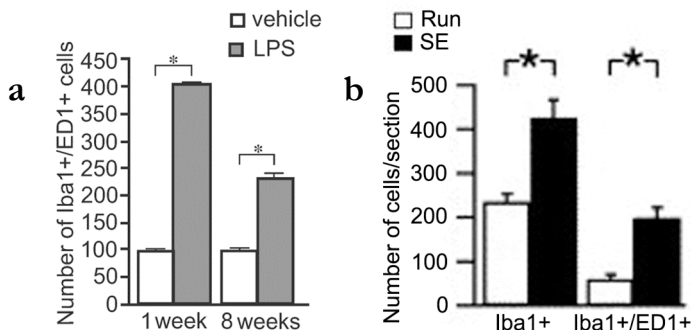 a
vehicle
LPS
Number of Iba1+/ED1+ cells
450
400
350
300
250
200
150
100
50
0
*
*
1 week
8 weeks
b
Run
SE
Number of cells/section
500
400
300
200
100
0
*
*
Iba1+
Iba1+/ED1+